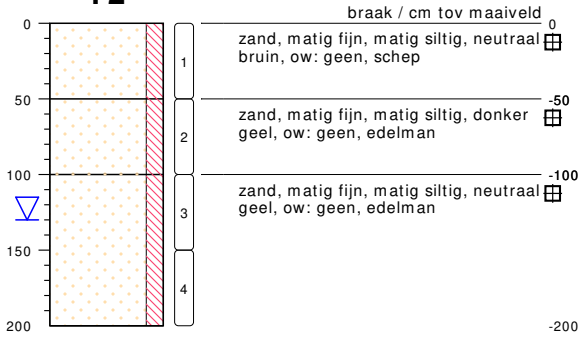 braak / cm tov maaiveld
0
0
zand, matig fijn, matig siltig, neutraal
bruin, ow: geen, schep
1
50
-50
zand, matig fijn, matig siltig, donker
geel, ow: geen, edelman
2
100
-100
zand, matig fijn, matig siltig, neutraal
geel, ow: geen, edelman
3
150
4
200
-200